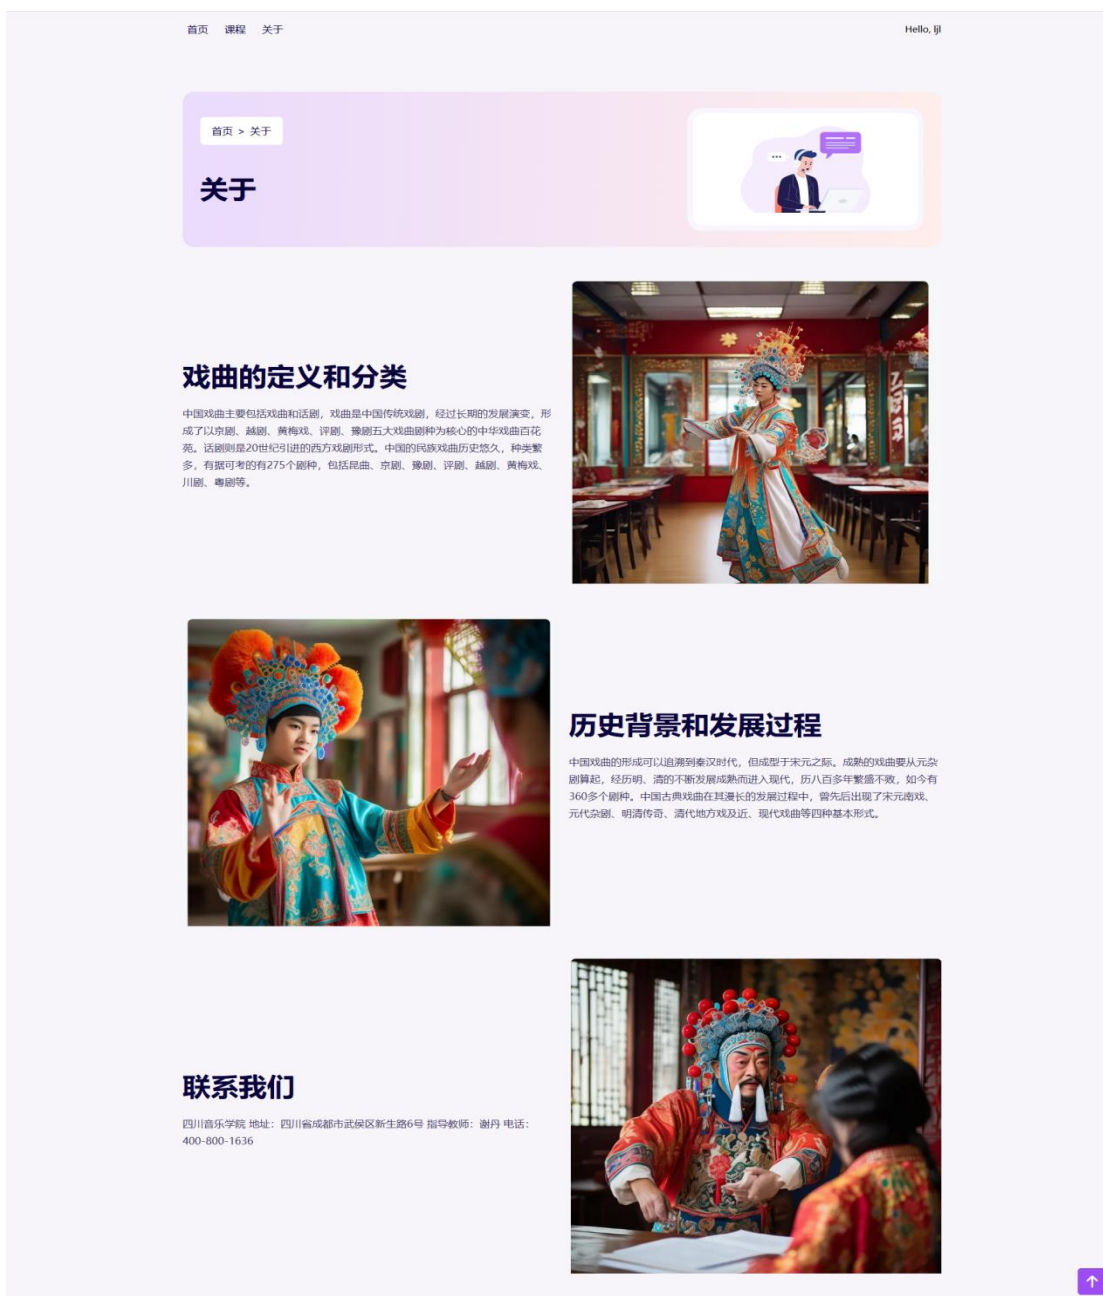 首页 课程 关于
Hello, ljl
首页 > 关于
关于
戏曲的定义和分类
中国戏曲主要包括戏曲和话剧，戏曲是中国传统戏剧，经过长期的发展演变，形
成了以京剧、越剧、黄梅戏、评剧、豫剧五大戏曲剧种为核心的中华戏曲百花
苑。话剧则是20世纪引进的西方戏剧形式。中国的民族戏曲历史悠久，种类繁
多，有据可考的有275个剧种，包括昆曲、京剧、豫剧、评剧、越剧、黄梅戏、
川剧、粤剧等。
历史背景和发展过程
中国戏曲的形成可以追溯到秦汉时代，但成型于宋元之际。成熟的戏曲要从元杂
剧算起，经历明、清的不断发展成熟而进入现代，历八百多年繁盛不败，如今有
360多个剧种。中国古典戏曲在其漫长的发展过程中，曾先后出现了宋元南戏、
元代杂剧、明清传奇、清代地方戏及近、现代戏曲等四种基本形式。
联系我们
四川音乐学院 地址：四川省成都市武侯区新生路6号 指导教师：谢丹 电话：
400-800-1636